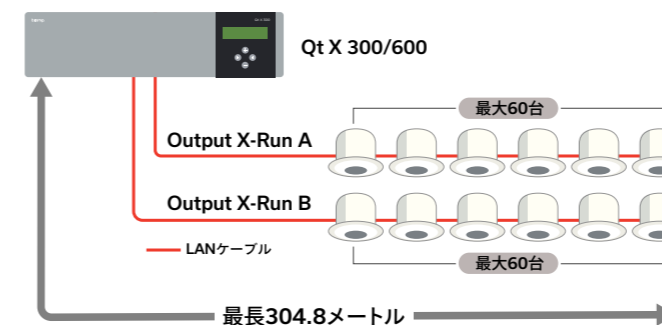 Qt X 300/600
最大60台
Output X-Run A
Output X-Run B
LANケーブル
最大60台
最長304.8メートル